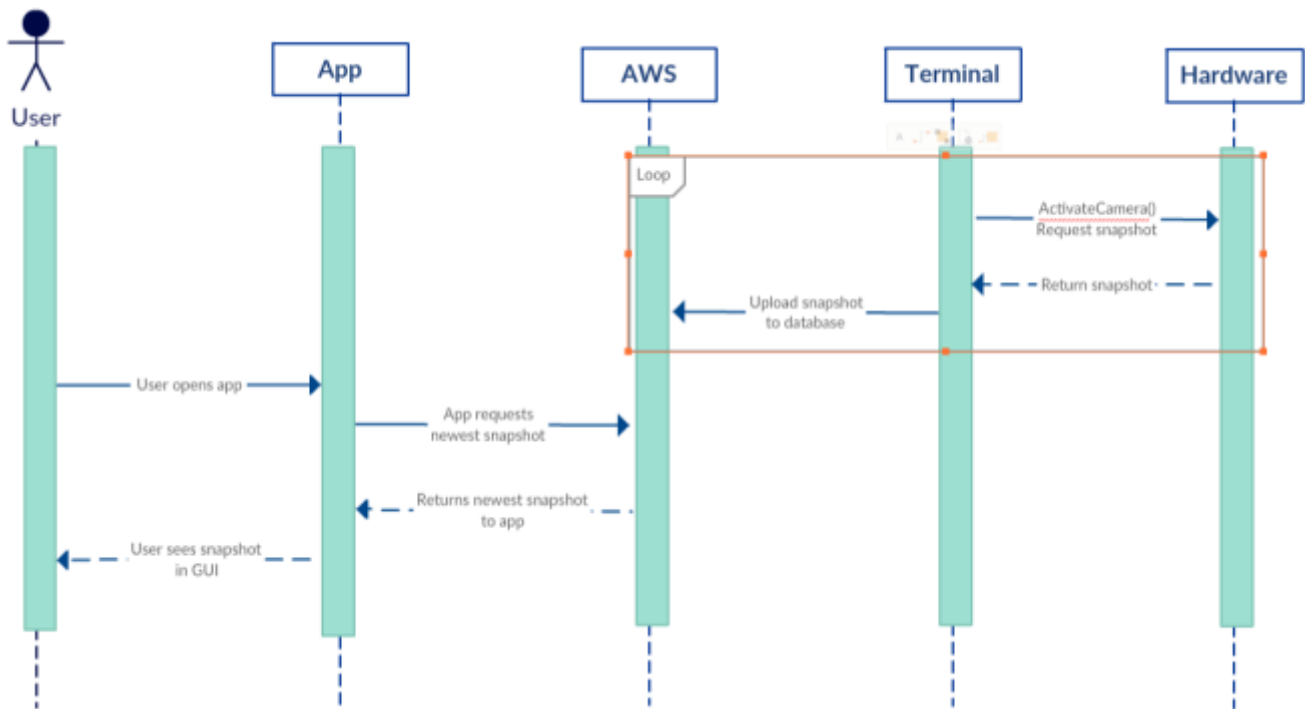 User
App
AWS
Terminal
Hardware
Loop
ActivateCamera()
Request snapshot
Return snapshot
Upload snapshot
to database
User opens app
App requests
newest snapshot
Returns newest snapshot
to app
User sees snapshot
in GUI